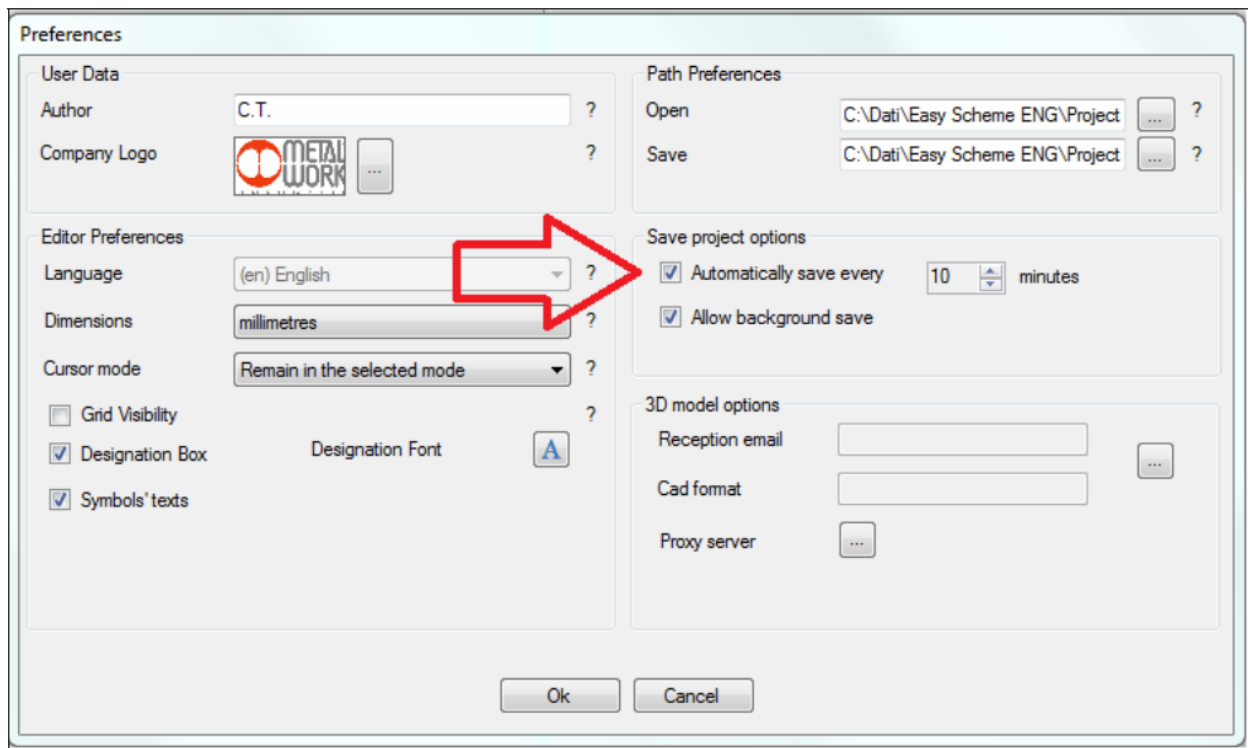 Preferences
User Data
Author C.T. ?
Company Logo METAL WORK ... ?
Path Preferences
Open C:\Dati\Easy Scheme ENG\Project ... ?
Save C:\Dati\Easy Scheme ENG\Project ... ?
Editor Preferences
Language (en) English ?
Dimensions millimetres ?
Cursor mode Remain in the selected mode ?
Grid Visibility ?
Designation Box Designation Font A
Symbols' texts
Save project options
Automatically save every 10 minutes
Allow background save
3D model options
Reception email
...
Cad format
Proxy server ...
Ok Cancel